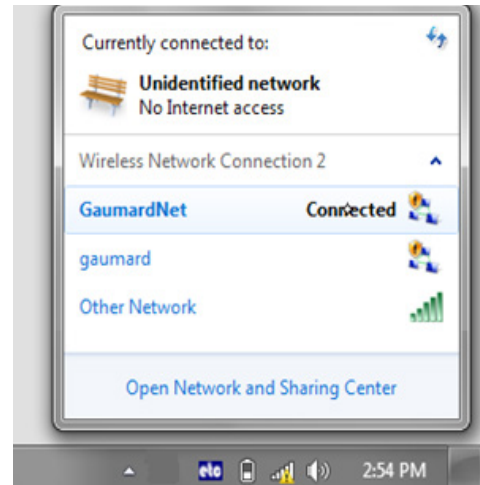 Currently connected to:
Unidentified network
No Internet access
Wireless Network Connection 2
GaumardNet Connected
gaumard
Other Network
Open Network and Sharing Center
eto 2:54 PM